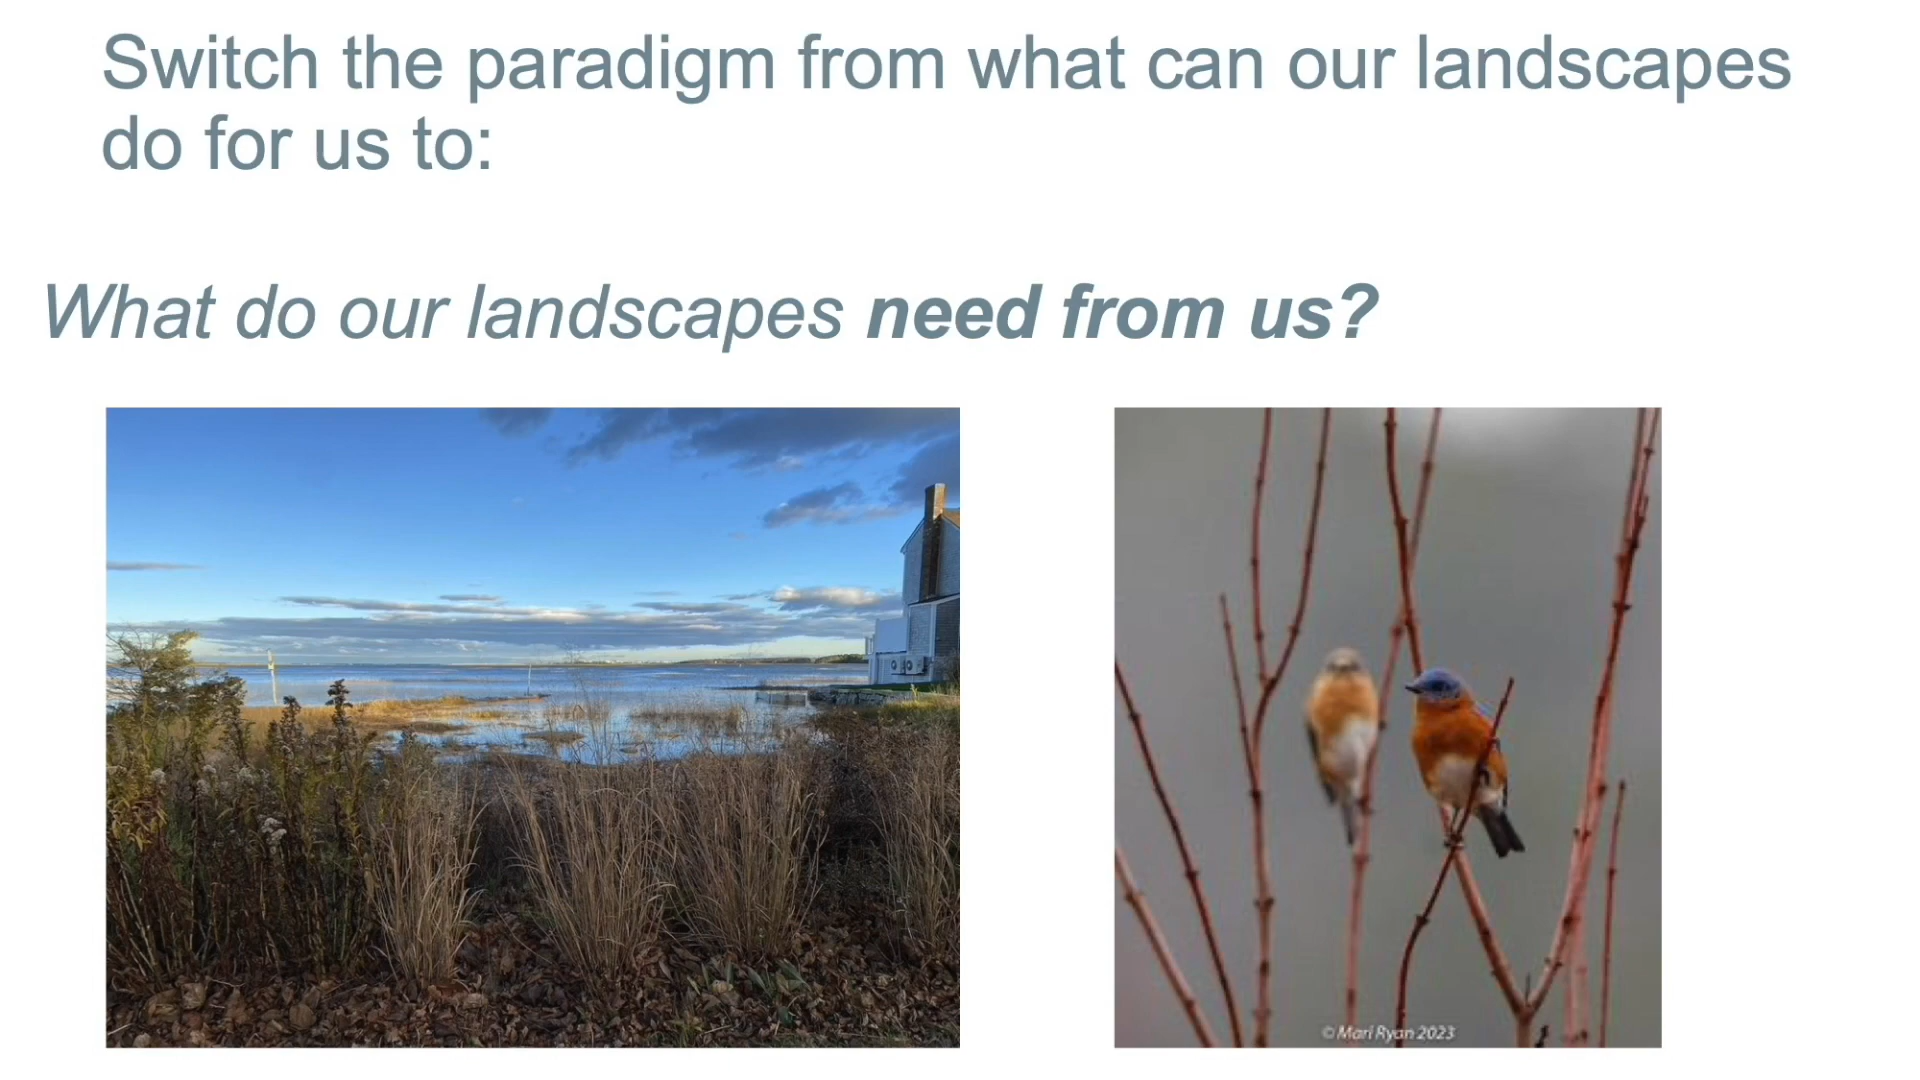 Switch the paradigm from what can our landscapes
do for us to:
What do our landscapes need from us?
©Mari Ryan 2023